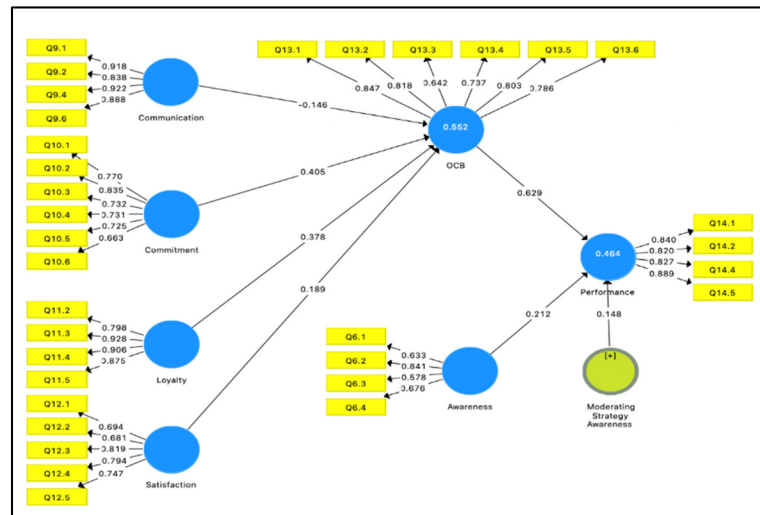 Q9.1
Q9.2
Q9.4
Q9.6
0.918
0.838
0.922
0.888
Communication
-0.146
Q13.1
Q13.2
Q13.3
Q13.4
Q13.5
Q13.6
0.847
0.818
0.642
0.737
0.803
0.786
0.552
OCB
Q10.1
Q10.2
Q10.3
Q10.4
Q10.5
Q10.6
0.770
0.835
0.732
0.731
0.725
0.663
Commitment
0.405
0.629
Q11.2
Q11.3
Q11.4
Q11.5
0.798
0.928
0.906
0.875
Loyalty
0.378
Q12.1
Q12.2
Q12.3
Q12.4
Q12.5
0.694
0.681
0.819
0.794
0.747
Satisfaction
0.189
Q6.1
Q6.2
Q6.3
Q6.4
0.633
0.841
0.578
0.676
Awareness
0.212
0.464
Performance
0.840
0.820
0.827
0.889
Q14.1
Q14.2
Q14.4
Q14.5
0.148
[+]
Moderating
Strategy
Awareness